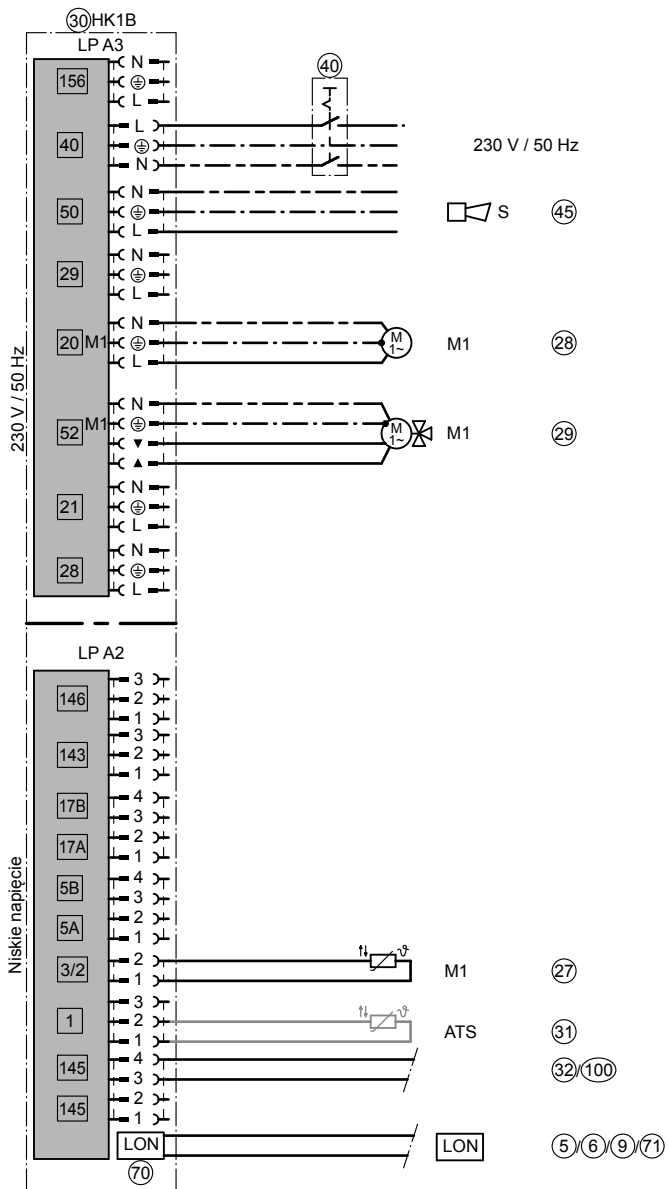 30 HK1B
LP A3
230 V / 50 Hz
156
N
L
40
L
N
40
230 V / 50 Hz
50
N
L
S
45
29
N
L
20
M1
N
L
M
1~
M1
28
52
M1
N
▼
▲
M
1~
M1
29
21
N
L
28
N
L
LP A2
Niskie napięcie
146
3
2
1
143
3
2
1
17B
4
3
17A
2
1
5B
4
3
5A
2
1
3/2
2
1
ϑ
M1
27
1
3
2
1
ϑ
ATS
31
145
4
3
32/100
145
2
1
LON
70
LON
5/6/9/71